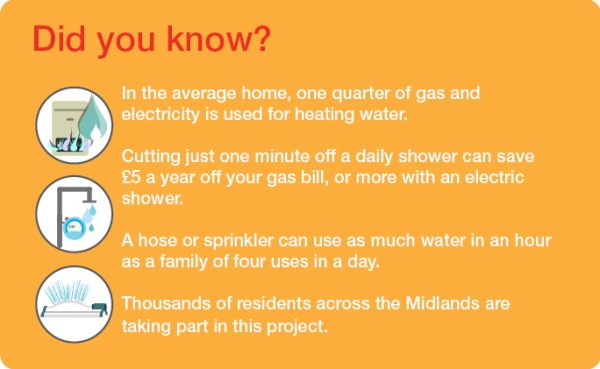 Did you know?
In the average home, one quarter of gas and
electricity is used for heating water.
Cutting just one minute off a daily shower can save
£5 a year off your gas bill, or more with an electric
shower.
A hose or sprinkler can use as much water in an hour
as a family of four uses in a day.
Thousands of residents across the Midlands are
taking part in this project.